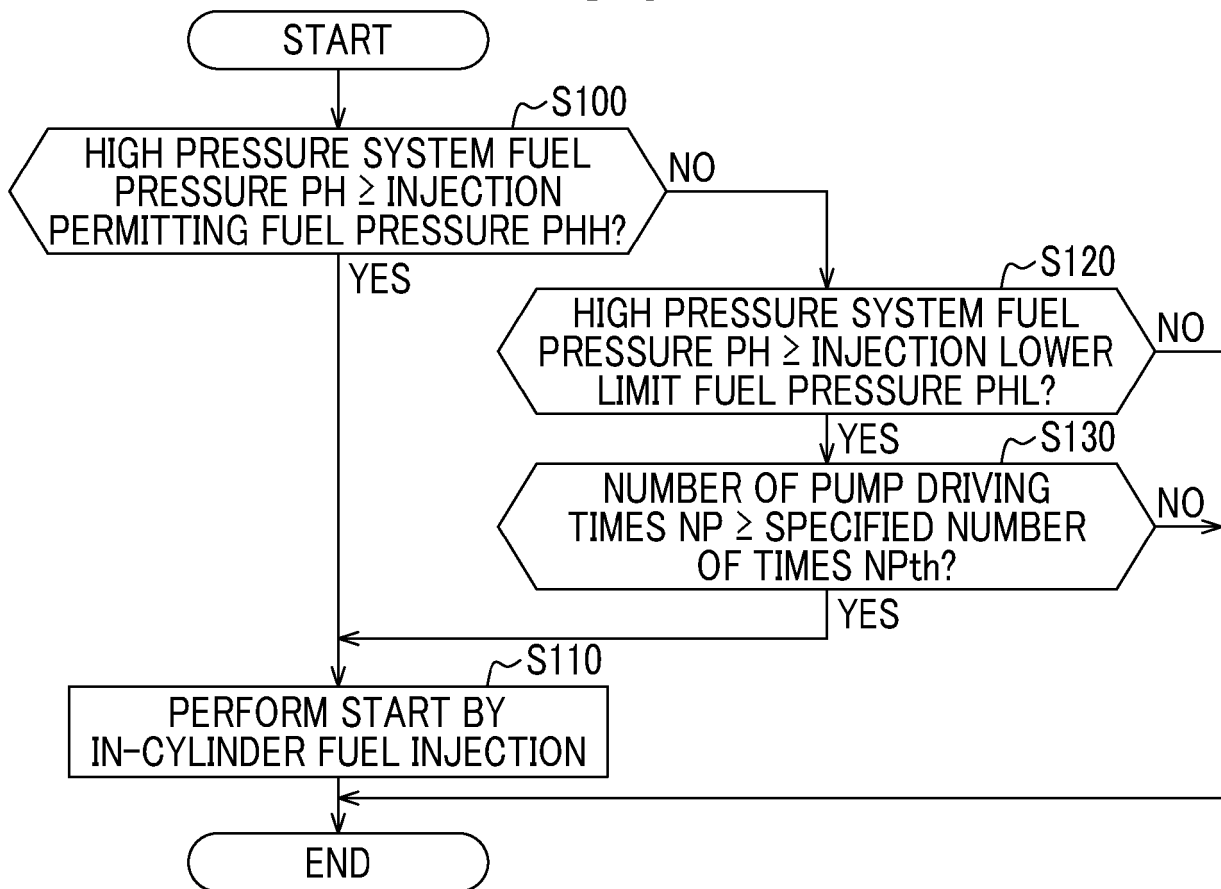 START
S100
HIGH PRESSURE SYSTEM FUEL
PRESSURE PH ≥ INJECTION
PERMITTING FUEL PRESSURE PHH?
NO
YES
S120
HIGH PRESSURE SYSTEM FUEL
PRESSURE PH ≥ INJECTION LOWER
LIMIT FUEL PRESSURE PHL?
NO
YES
S130
NUMBER OF PUMP DRIVING
TIMES NP ≥ SPECIFIED NUMBER
OF TIMES NPth?
NO
YES
S110
PERFORM START BY
IN-CYLINDER FUEL INJECTION
END